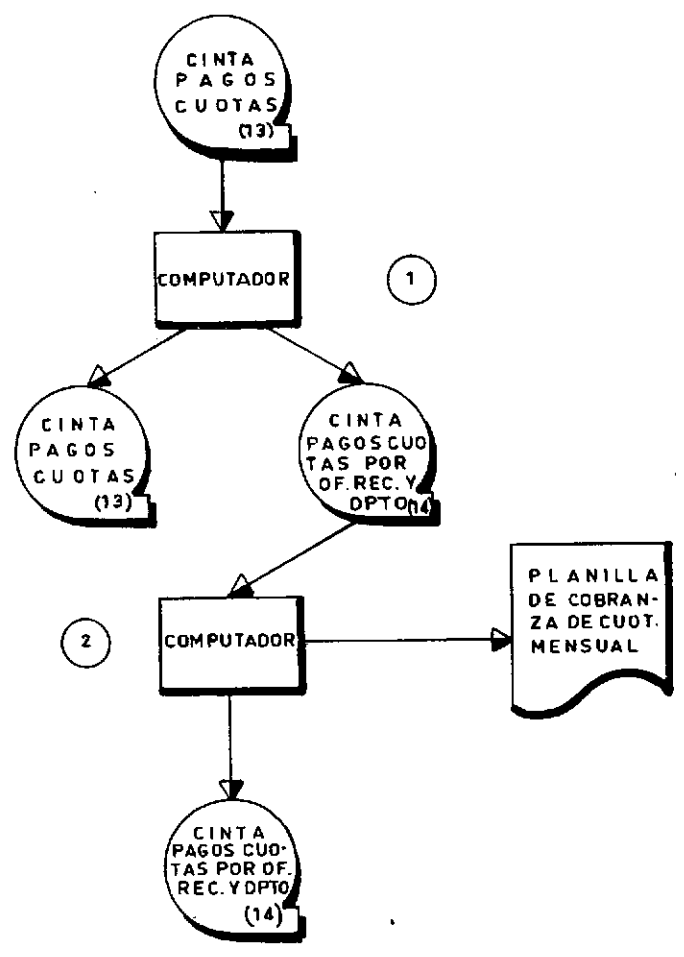 CINTA
PAGOS
CUOTAS
(13)
COMPUTADOR
1
CINTA
PAGOS
CUOTAS
(13)
CINTA
PAGOS CUO
TAS POR
OF. REC. Y
DPTO (14)
2
COMPUTADOR
PLANILLA
DE COBRAN-
ZA DE CUOT.
MENSUAL
CINTA
PAGOS CUO-
TAS POR OF.
REC. Y DPTO
(14)